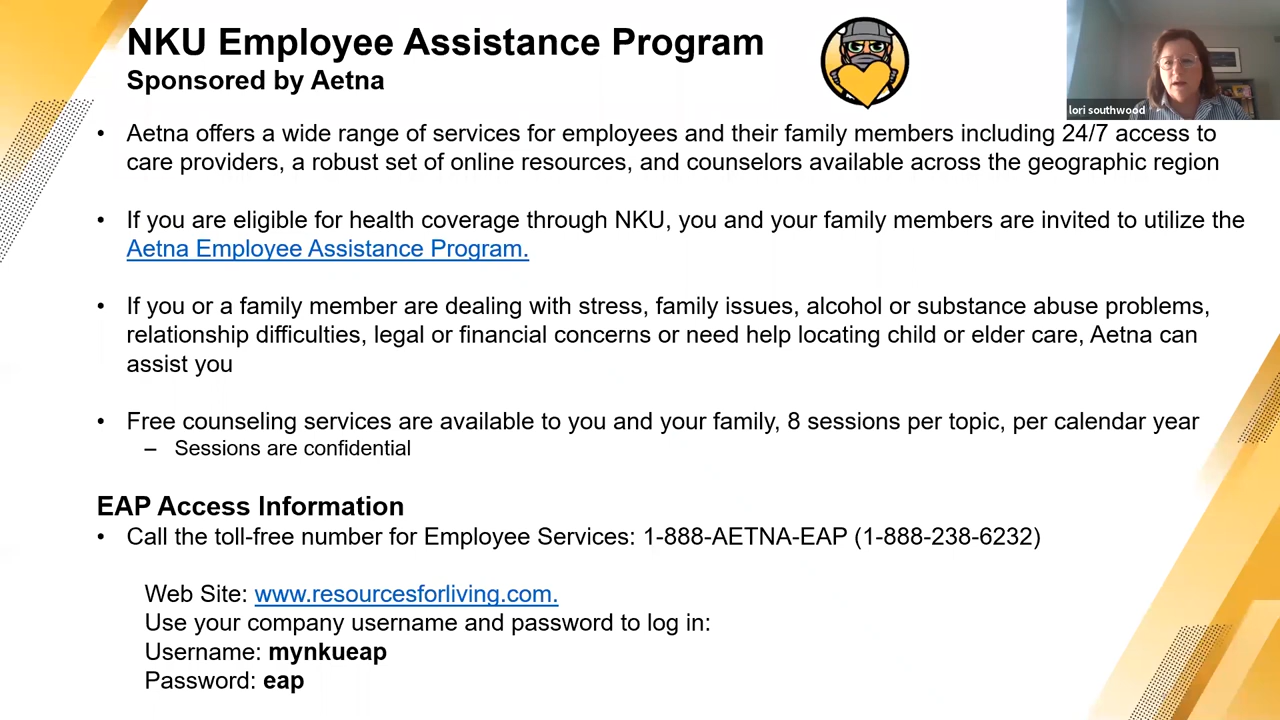 NKU Employee Assistance Program
Sponsored by Aetna
lori southwood
• Aetna offers a wide range of services for employees and their family members including 24/7 access to
care providers, a robust set of online resources, and counselors available across the geographic region
• If you are eligible for health coverage through NKU, you and your family members are invited to utilize the
Aetna Employee Assistance Program.
• If you or a family member are dealing with stress, family issues, alcohol or substance abuse problems,
relationship difficulties, legal or financial concerns or need help locating child or elder care, Aetna can
assist you
• Free counseling services are available to you and your family, 8 sessions per topic, per calendar year
– Sessions are confidential
EAP Access Information
• Call the toll-free number for Employee Services: 1-888-AETNA-EAP (1-888-238-6232)
Web Site: www.resourcesforliving.com.
Use your company username and password to log in:
Username: mynkueap
Password: eap